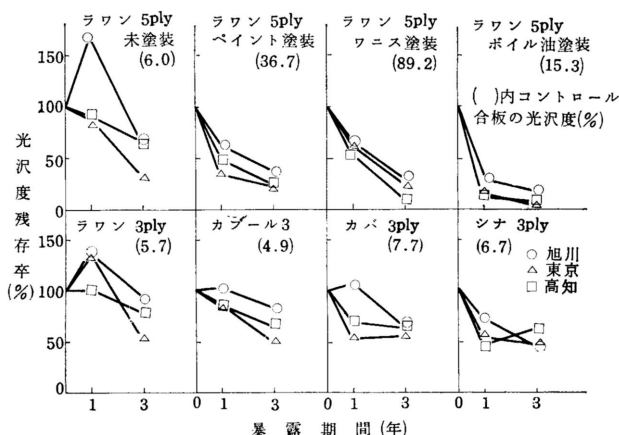 ラワン 5ply
未塗装
(6.0)
ラワン 5ply
ペイント塗装
(36.7)
ラワン 5ply
ワニス塗装
(89.2)
ラワン 5ply
ボイル油塗装
(15.3)
(　)内コントロール
合板の光沢度(%)
150
100
50
0
光沢度残存率
(%)
ラワン 3ply
(5.7)
カプール3
(4.9)
カバ 3ply
(7.7)
シナ 3ply
(6.7)
○ 旭川
△ 東京
□ 高知
150
100
50
0
1 3 0 1 3 0 1 3 0 1 3
暴露期間(年)